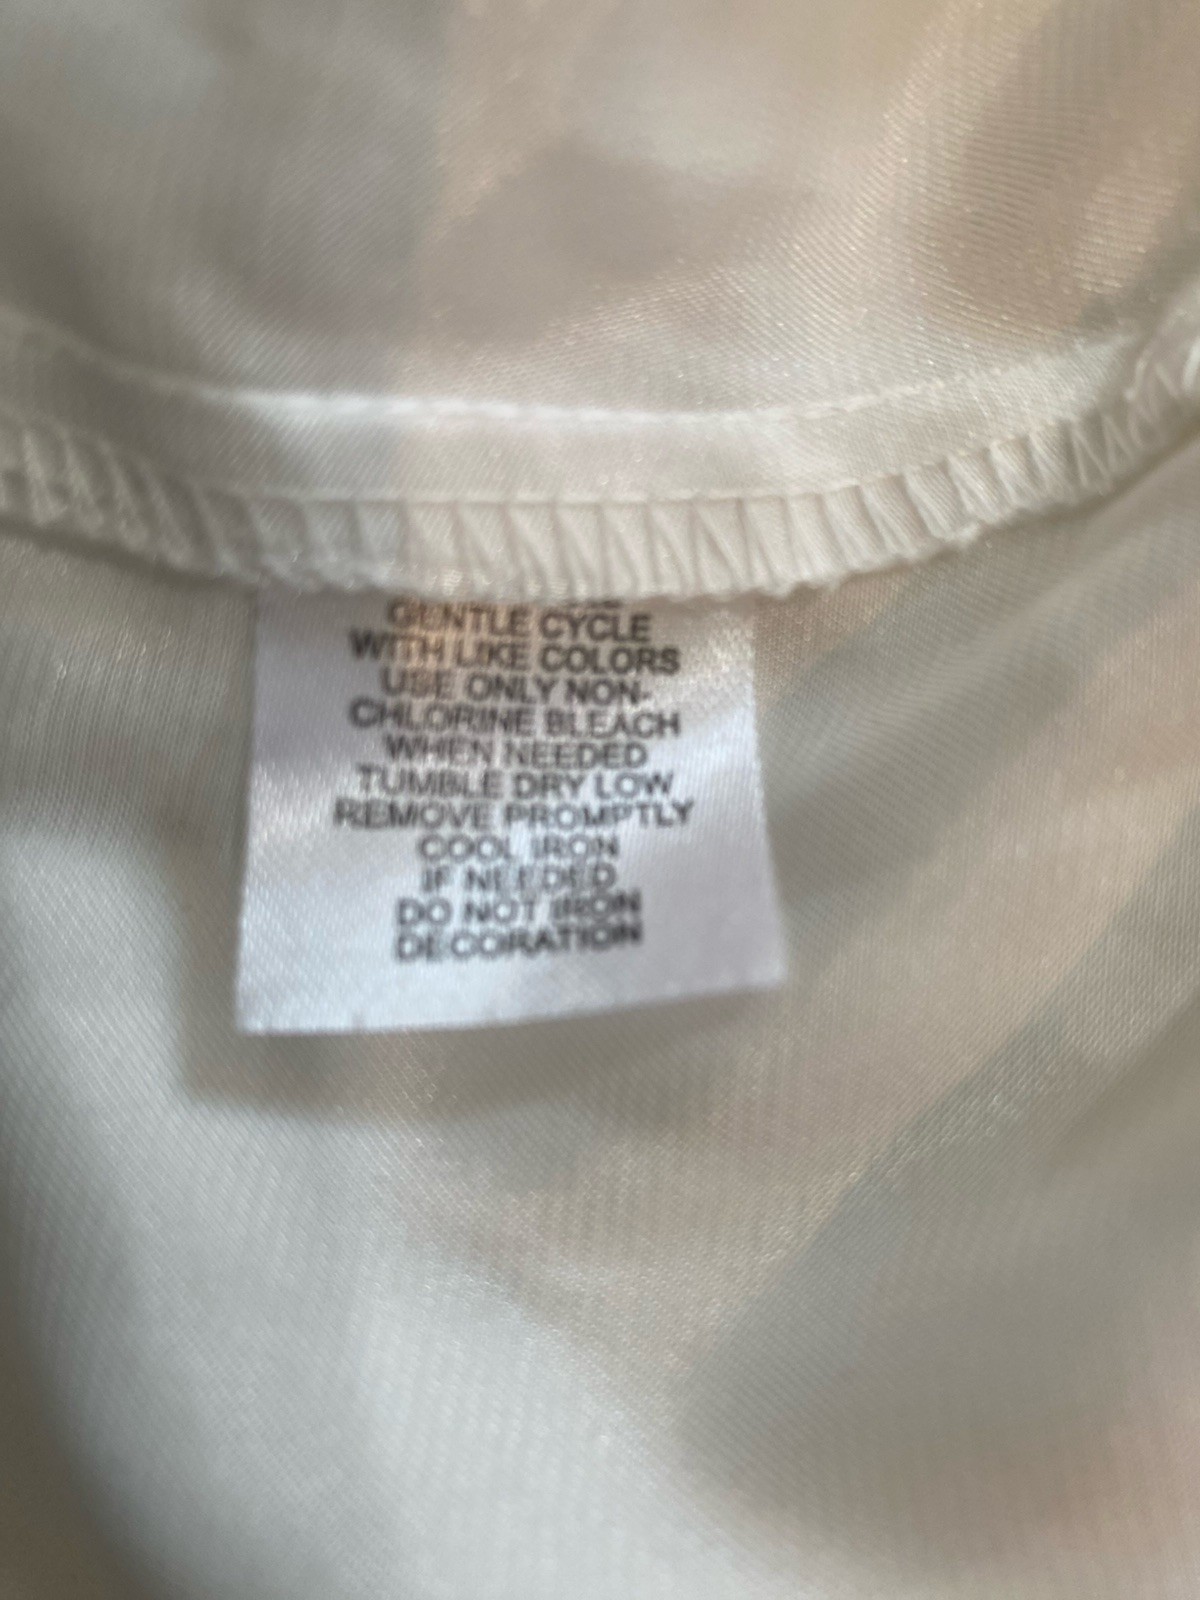 GENTLE CYCLE
WITH LIKE COLORS
USE ONLY NON-
CHLORINE BLEACH
WHEN NEEDED
TUMBLE DRY LOW
REMOVE PROMPTLY
COOL IRON
IF NEEDED
DO NOT IRON
DECORATION